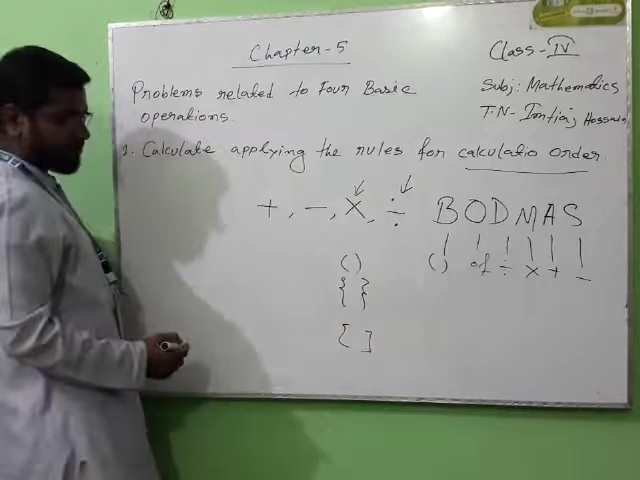 Chapter-5
Class-IV
Subj: Mathematics
T.N- Imtiaj Hossain
Problems related to Four Basic
operations.
1. Calculate applying the rules for calculatio order.
+, -, ×, ÷ BODMAS
() of ÷ × + -
()
{ }
[ ]